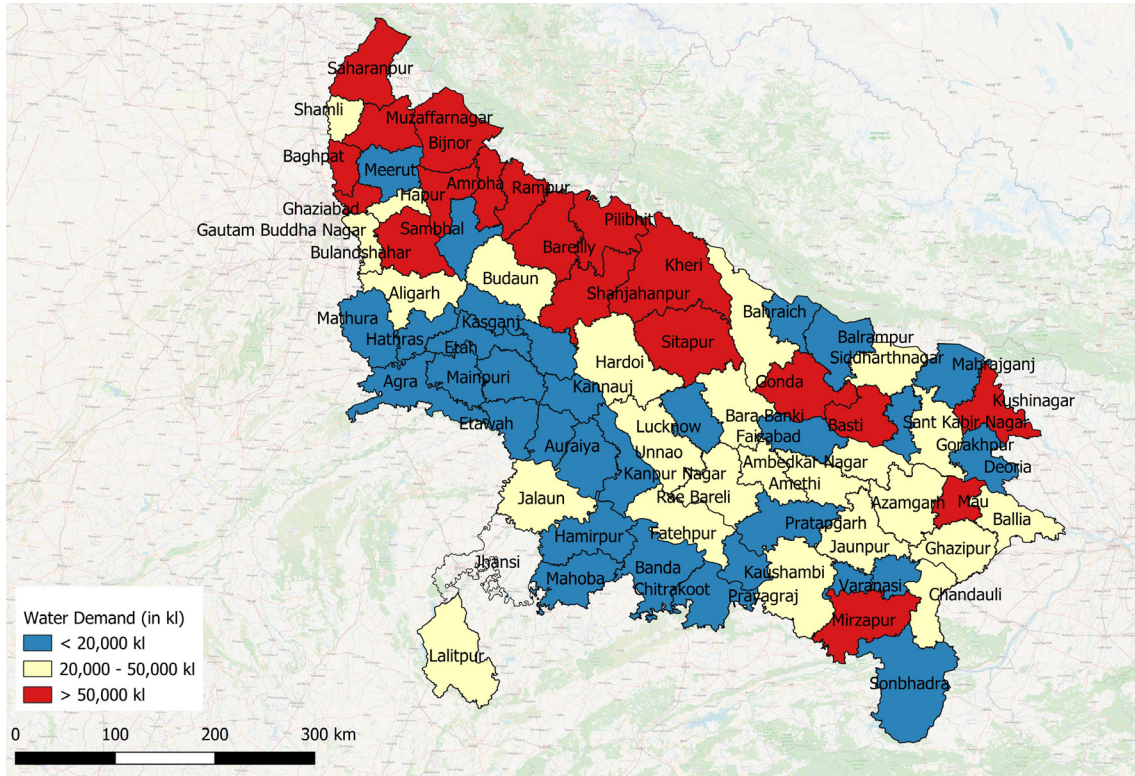 Saharanpur
Shamli
Muzaffarnagar
Bijnor
Baghpat
Meerut
Amroha
Rampur
Hapur
Ghaziabad
Pilibhit
Gautam Buddha Nagar
Sambhal
Bulandshahar
Bareilly
Kheri
Budaun
Aligarh
Shahjahanpur
Mathura
Kasganj
Bahraich
Hathras
Etah
Sitapur
Balrampur
Siddharthnagar
Hardoi
Mahrajganj
Agra
Mainpuri
Kannauj
Gonda
Kushinagar
Etawah
Lucknow
Bara Banki
Basti
Sant Kabir Nagar
Faizabad
Auraiya
Unnao
Gorakhpur
Deoria
Kanpur Nagar
Ambedkar Nagar
Amethi
Jalaun
Rae Bareli
Azamgarh
Mau
Ballia
Hamirpur
Fatehpur
Pratapgarh
Jaunpur
Ghazipur
Jhansi
Mahoba
Banda
Kaushambi
Chitrakoot
Prayagraj
Varanasi
Chandauli
Mirzapur
Lalitpur
Sonbhadra
Water Demand (in kl)
< 20,000 kl
20,000 - 50,000 kl
> 50,000 kl
0 100 200 300 km